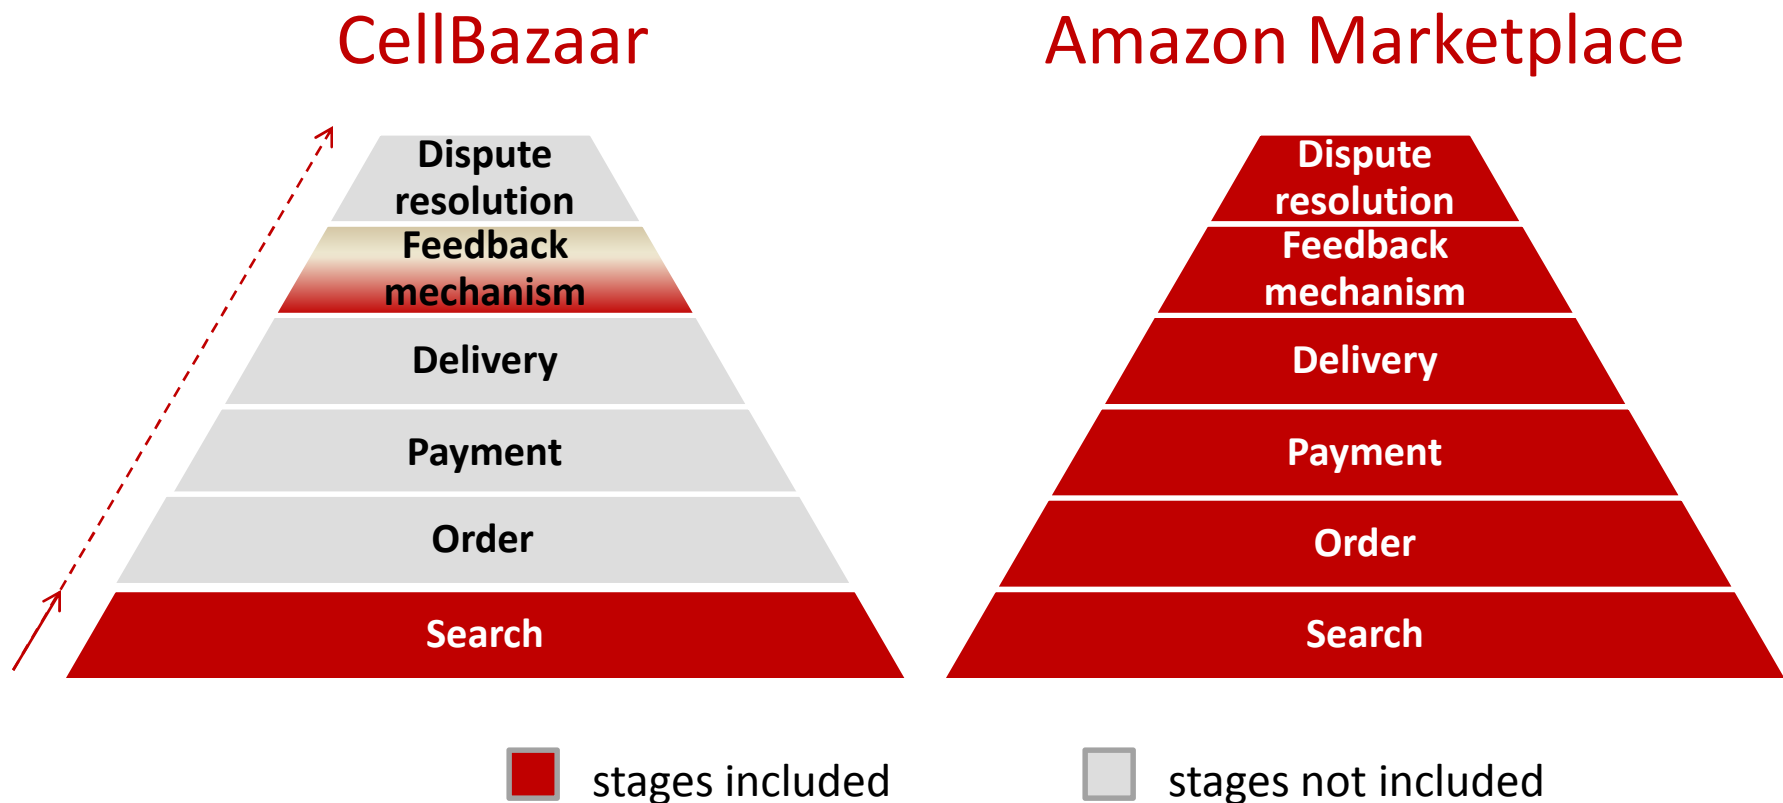 CellBazaar
Dispute
resolution
Feedback
mechanism
Delivery
Payment
Order
Search
Amazon Marketplace
Dispute
resolution
Feedback
mechanism
Delivery
Payment
Order
Search
stages included
stages not included